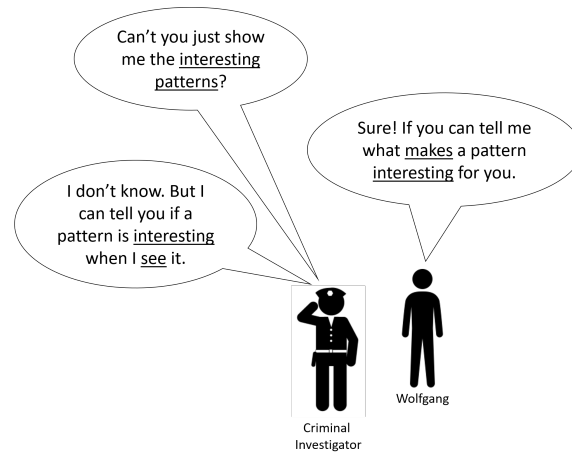 Can't you just show
me the interesting
patterns?
Sure! If you can tell me
what makes a pattern
interesting for you.
I don't know. But I
can tell you if a
pattern is interesting
when I see it.
Wolfgang
Criminal
Investigator